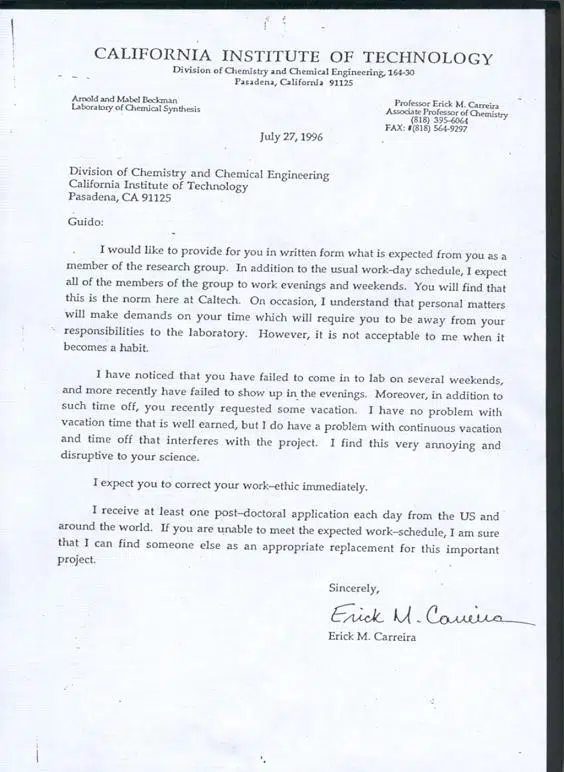 CALIFORNIA INSTITUTE OF TECHNOLOGY
Division of Chemistry and Chemical Engineering, 164-30
Pasadena, California 91125
Arnold and Mabel Beckman
Laboratory of Chemical Synthesis
Professor Erick M. Carreira
Associate Professor of Chemistry
(818) 395-6064
FAX: #(818) 564-9297
July 27, 1996
Division of Chemistry and Chemical Engineering
California Institute of Technology
Pasadena, CA 91125
Guido:
I would like to provide for you in written form what is expected from you as a
member of the research group. In addition to the usual work-day schedule, I expect
all of the members of the group to work evenings and weekends. You will find that
this is the norm here at Caltech. On occasion, I understand that personal matters
will make demands on your time which will require you to be away from your
responsibilities to the laboratory. However, it is not acceptable to me when it
becomes a habit.
I have noticed that you have failed to come in to lab on several weekends,
and more recently have failed to show up in the evenings. Moreover, in addition to
such time off, you recently requested some vacation. I have no problem with
vacation time that is well earned, but I do have a problem with continuous vacation
and time off that interferes with the project. I find this very annoying and
disruptive to your science.
I expect you to correct your work–ethic immediately.
I receive at least one post–doctoral application each day from the US and
around the world. If you are unable to meet the expected work–schedule, I am sure
that I can find someone else as an appropriate replacement for this important
project.
Sincerely,
Erick M. Carreira
Erick M. Carreira